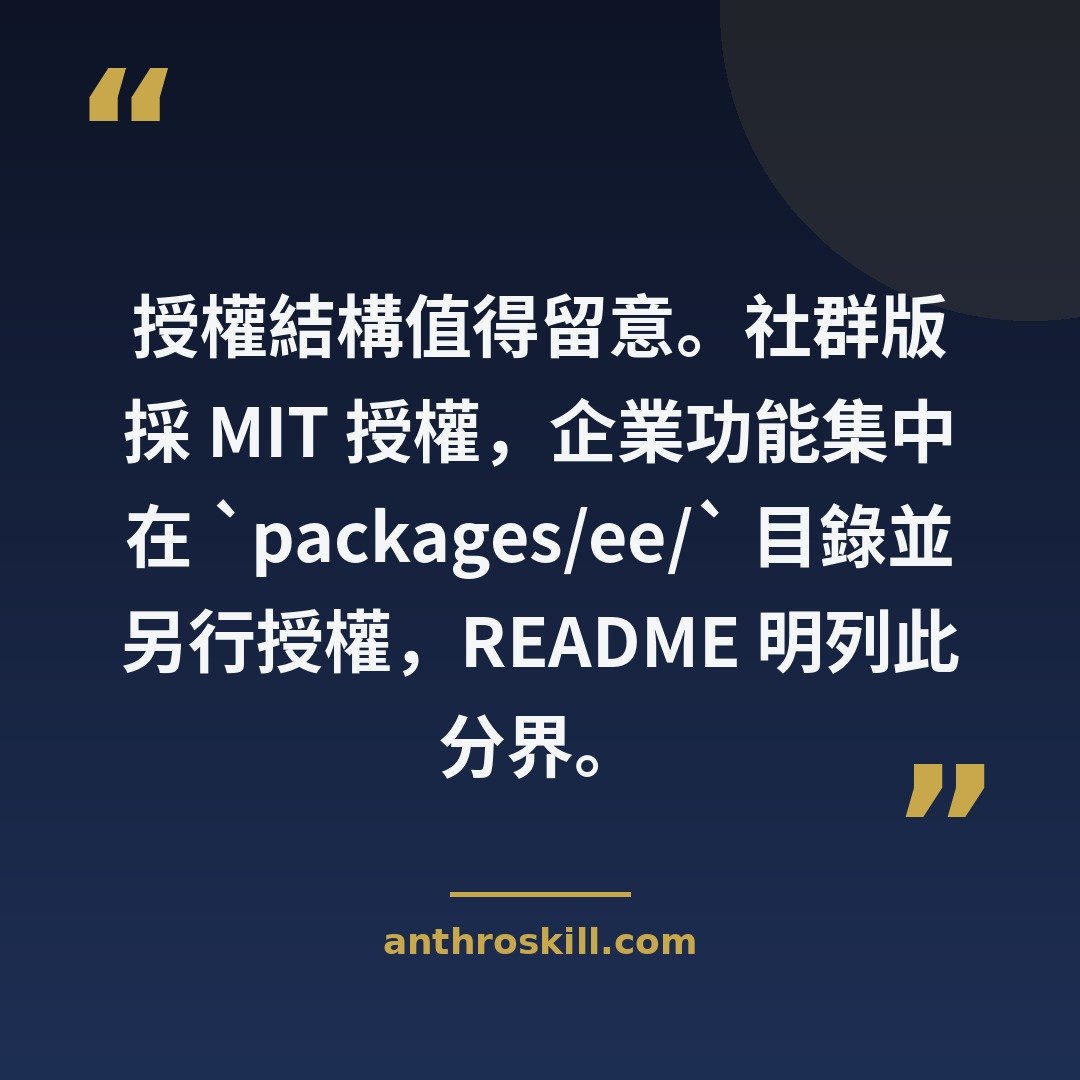 “
授權結構值得留意。社群版
採 MIT 授權，企業功能集中
在 `packages/ee/` 目錄並
另行授權，README 明列此
分界。
”
anthroskill.com